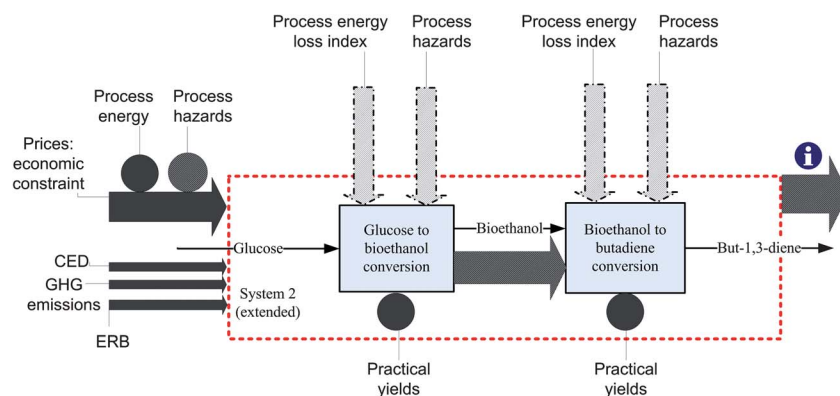 Process energy
loss index
Process
hazards
Process energy
loss index
Process
hazards
Process
energy
Process
hazards
Prices:
economic
constraint
Glucose
Glucose to
bioethanol
conversion
Bioethanol
Bioethanol to
butadiene
conversion
But-1,3-diene
CED
GHG
emissions
ERB
System 2
(extended)
Practical
yields
Practical
yields
i